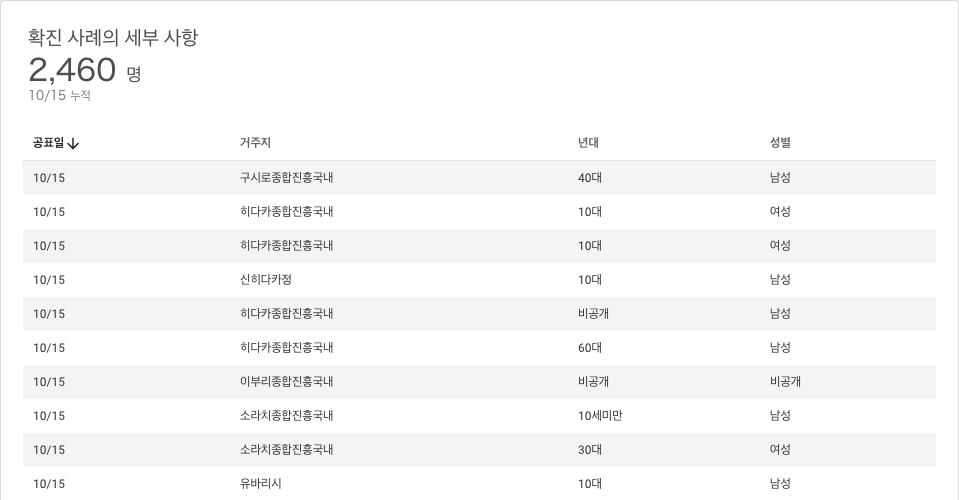 확진 사례의 세부 사항
2,460 명
10/15 누적
공표일 거주지 년대 성별
10/15 구시로종합진흥국내 40대 남성
10/15 히다카종합진흥국내 10대 여성
10/15 히다카종합진흥국내 10대 여성
10/15 신히다카정 10대 남성
10/15 히다카종합진흥국내 비공개 남성
10/15 히다카종합진흥국내 60대 남성
10/15 이부리종합진흥국내 비공개 비공개
10/15 소라치종합진흥국내 10세미만 남성
10/15 소라치종합진흥국내 30대 여성
10/15 유바리시 10대 남성